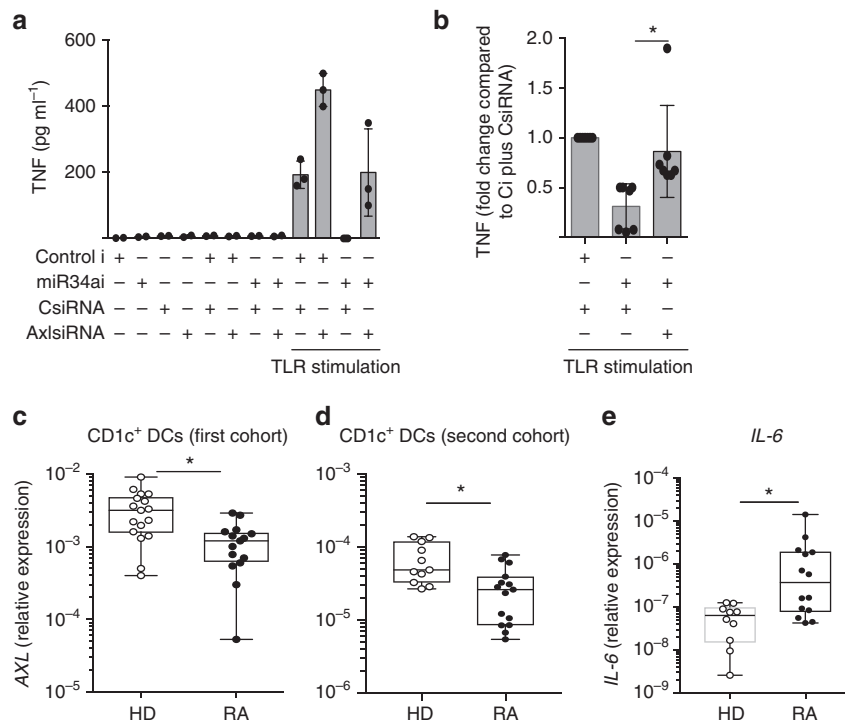 a
600
400
200
TNF (pg ml⁻¹)
Control i + – – – + + – – + + – –
miR34ai – + – – – – + + – – + +
CsiRNA – – + – + – + – + – + –
AxlsiRNA – – – + – + – + – + – +
TLR stimulation
b
*
2.0
1.5
1.0
0.5
TNF (fold change compared
to Ci plus CsiRNA)
+ – –
– + +
+ + –
– – +
TLR stimulation
c
CD1c⁺ DCs (first cohort)
*
10⁻²
10⁻³
10⁻⁴
10⁻⁵
AXL (relative expression)
HD RA
d
CD1c⁺ DCs (second cohort)
*
10⁻³
10⁻⁴
10⁻⁵
10⁻⁶
HD RA
e
IL-6
*
10⁻⁴
10⁻⁵
10⁻⁶
10⁻⁷
10⁻⁸
10⁻⁹
IL-6 (relative expression)
HD RA